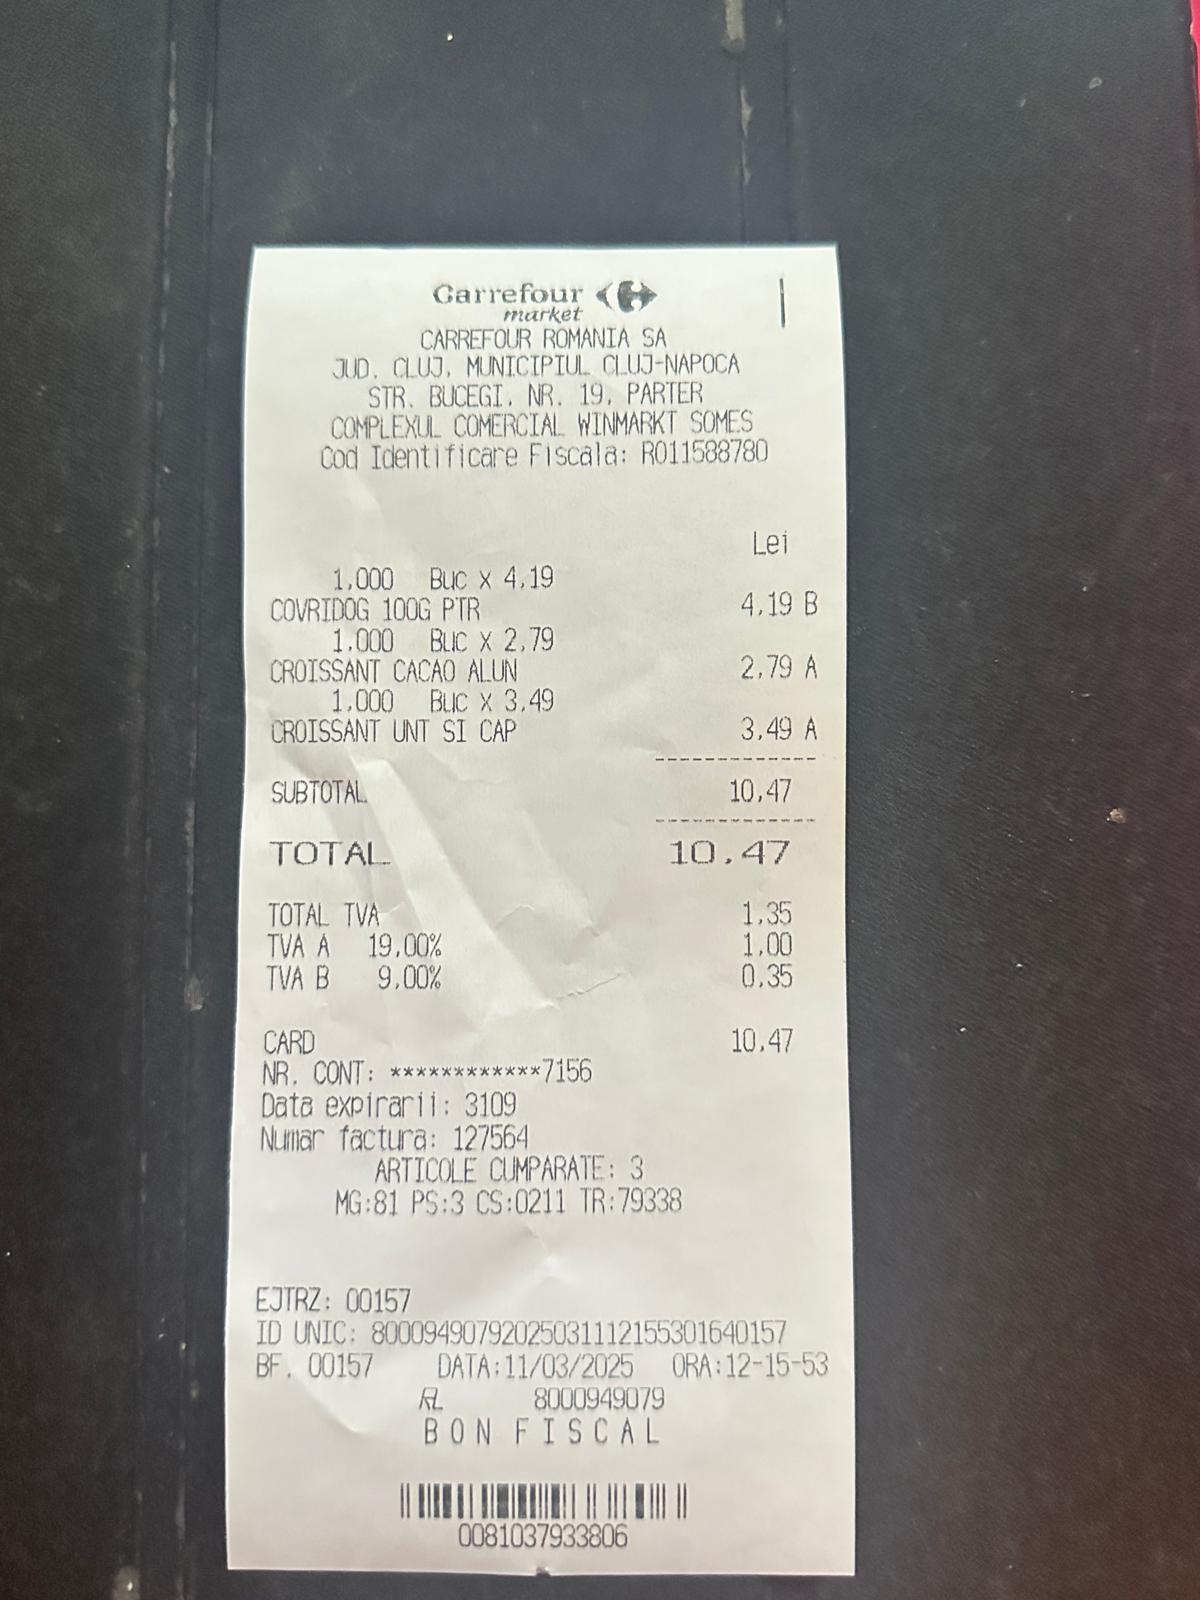 Carrefour
market
CARREFOUR ROMANIA SA
JUD. CLUJ, MUNICIPIUL CLUJ-NAPOCA
STR. BUCEGI, NR. 19, PARTER
COMPLEXUL COMERCIAL WINMARKT SOMES
Cod Identificare Fiscala: RO11588780
Lei
1,000 Buc x 4,19
COVRIDOG 100G PTR 4,19 B
1,000 Buc x 2,79
CROISSANT CACAO ALUN 2,79 A
1,000 Buc x 3,49
CROISSANT UNT SI CAP 3,49 A
------------
SUBTOTAL 10,47
------------
TOTAL 10,47
TOTAL TVA 1,35
TVA A 19,00% 1,00
TVA B 9,00% 0,35
CARD 10,47
NR. CONT: ************7156
Data expirarii: 3109
Numar factura: 127564
ARTICOLE CUMPARATE: 3
MG:81 PS:3 CS:0211 TR:79338
EJTRZ: 00157
ID UNIC: 80009490792025031112155301640157
BF. 00157 DATA:11/03/2025 ORA:12-15-53
8000949079
BON FISCAL
0081037933806